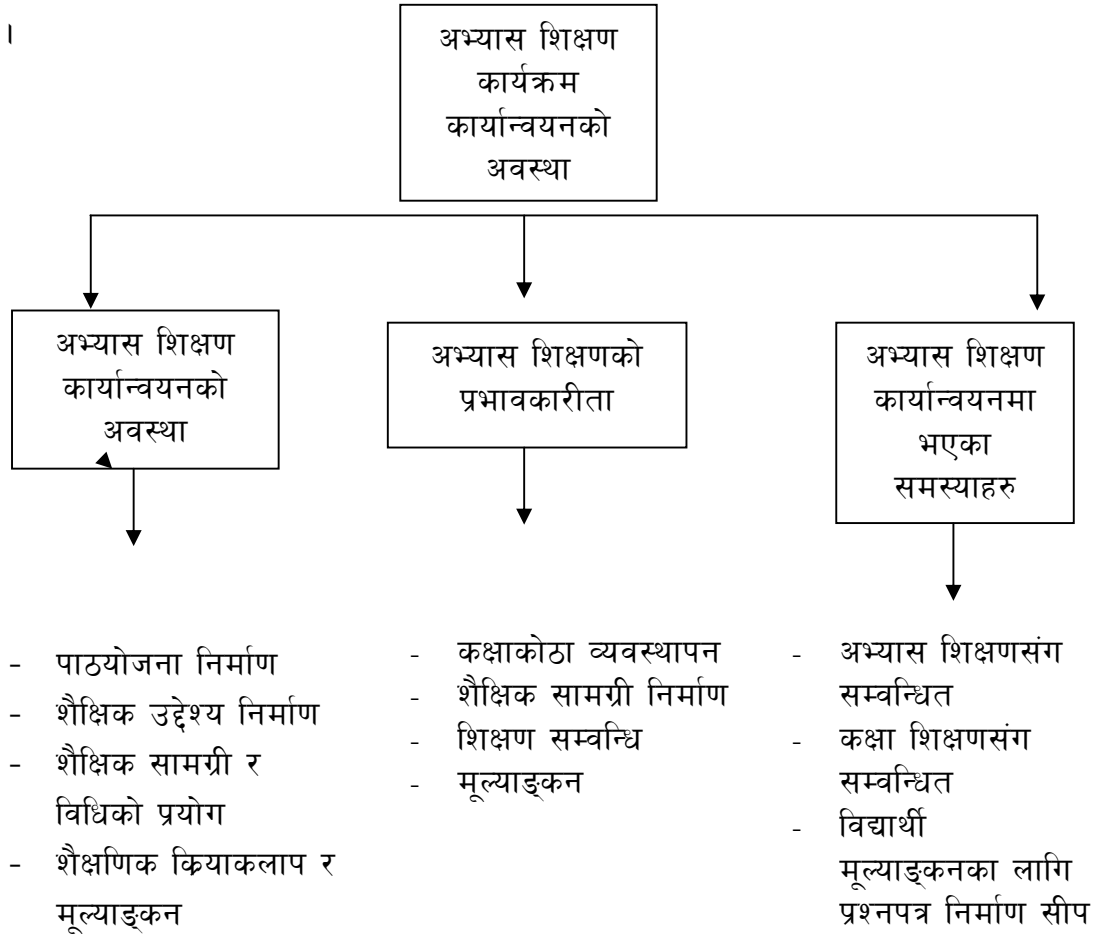 ।
अभ्यास शिक्षण
कार्यक्रम
कार्यान्वयनको
अवस्था
अभ्यास शिक्षण
कार्यान्वयनको
अवस्था
अभ्यास शिक्षणको
प्रभावकारीता
अभ्यास शिक्षण
कार्यान्वयनमा
भएका
समस्याहरु
- पाठयोजना निर्माण
- शैक्षिक उद्देश्य निर्माण
- शैक्षिक सामग्री र
विधिको प्रयोग
- शैक्षणिक क्रियाकलाप र
मूल्याङ्कन
- कक्षाकोठा व्यवस्थापन
- शैक्षिक सामग्री निर्माण
- शिक्षण सम्वन्धि
- मूल्याङ्कन
- अभ्यास शिक्षणसंग
सम्वन्धित
- कक्षा शिक्षणसंग
सम्वन्धित
- विद्यार्थी
मूल्याङ्कनका लागि
प्रश्नपत्र निर्माण सीप